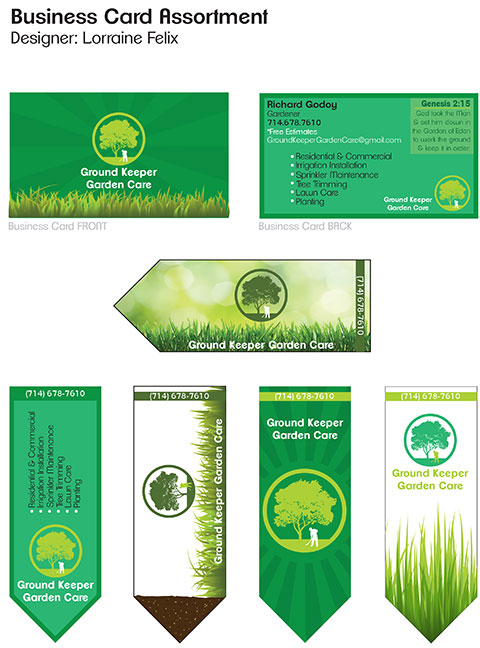 Business Card Assortment
Designer: Lorraine Felix
Ground Keeper
Garden Care
Business Card FRONT
Richard Godoy
Gardener
714.678.7610
*Free Estimates
GroundKeeperGardenCare@gmail.com
• Residential & Commercial
• Irrigation Installation
• Sprinkler Maintenance
• Tree Trimming
• Lawn Care
• Planting
Genesis 2:15
God took the Man
& set him down in
the Garden of Eden
to work the ground
& keep it in order.
Ground Keeper
Garden Care
Business Card BACK
(714) 678-7610
Ground Keeper Garden Care
(714) 678-7610
• Residential & Commercial
• Irrigation Installation
• Sprinkler Maintenance
• Tree Trimming
• Lawn Care
• Planting
Ground Keeper
Garden Care
(714) 678-7610
Ground Keeper Garden Care
(714) 678-7610
Ground Keeper
Garden Care
(714) 678-7610
Ground Keeper
Garden Care